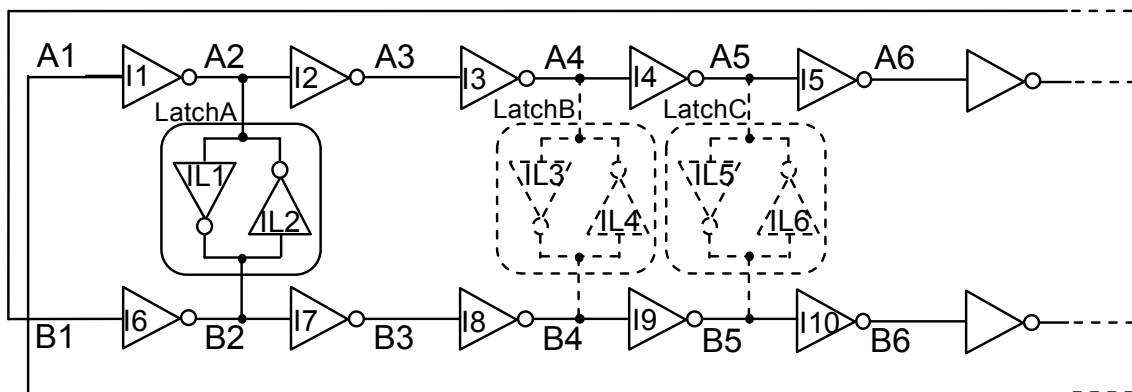 A1 I1 A2 I2 A3 I3 A4 I4 A5 I5 A6
LatchA LatchB LatchC
IL1 IL2 IL3 IL4 IL5 IL6
B1 I6 B2 I7 B3 I8 B4 I9 B5 I10 B6